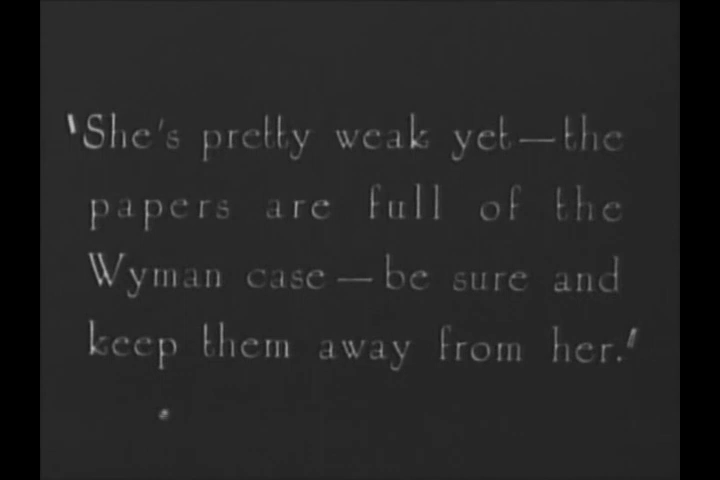 "She's pretty weak yet—the
papers are full of the
Wyman case—be sure and
keep them away from her."